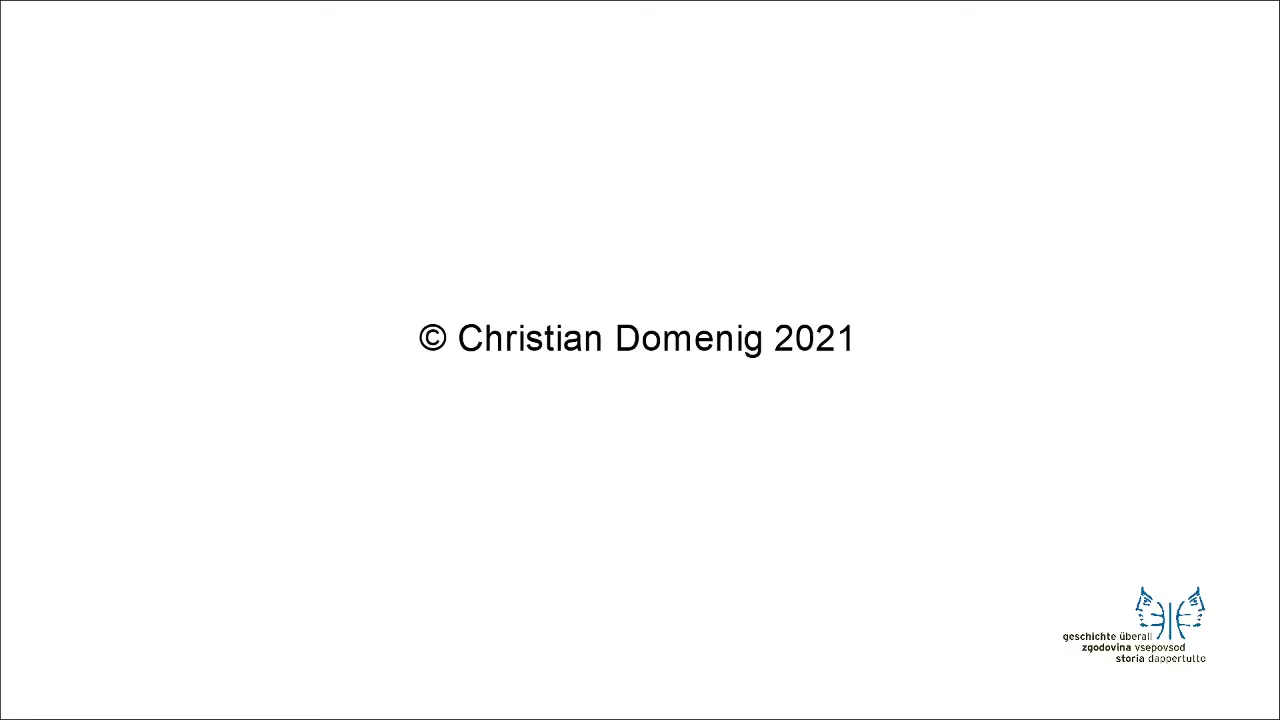 © Christian Domenig 2021
geschichte überall
zgodovina vsepovsod
storia dappertutto